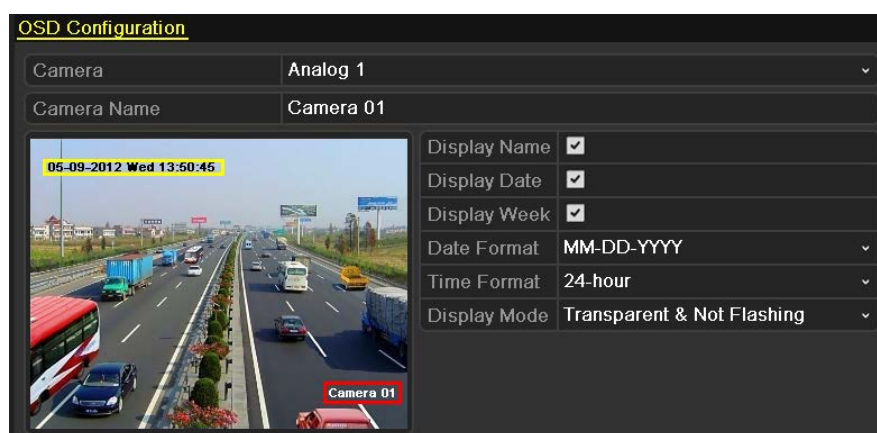 OSD Configuration
Camera Analog 1
Camera Name Camera 01
05-09-2012 Wed 13:50:45
Camera 01
Display Name
Display Date
Display Week
Date Format MM-DD-YYYY
Time Format 24-hour
Display Mode Transparent & Not Flashing